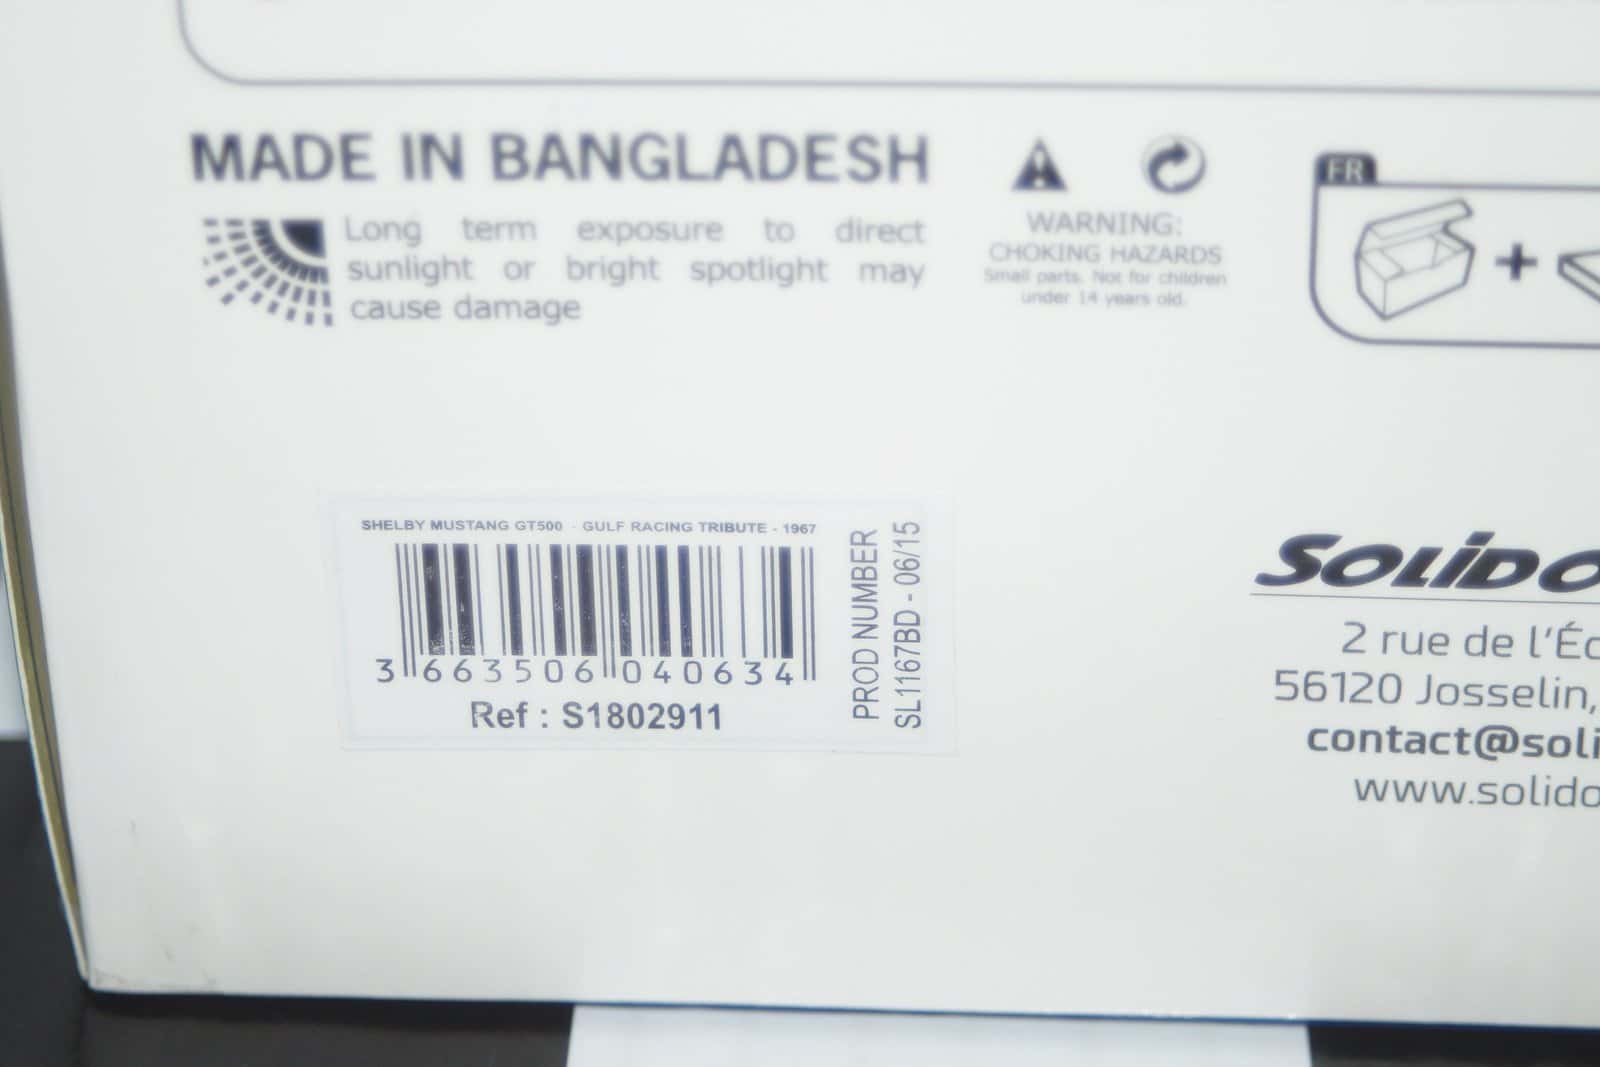 MADE IN BANGLADESH
Long term exposure to direct
sunlight or bright spotlight may
cause damage
WARNING:
CHOKING HAZARDS
Small parts. Not for children
under 14 years old.
FR
SHELBY MUSTANG GT500 - GULF RACING TRIBUTE - 1967
3 663506 040634
Ref : S1802911
PROD NUMBER
SL1167BD - 06/15
SOLIDO
2 rue de l'Éc
56120 Josselin,
contact@soli
www.solido